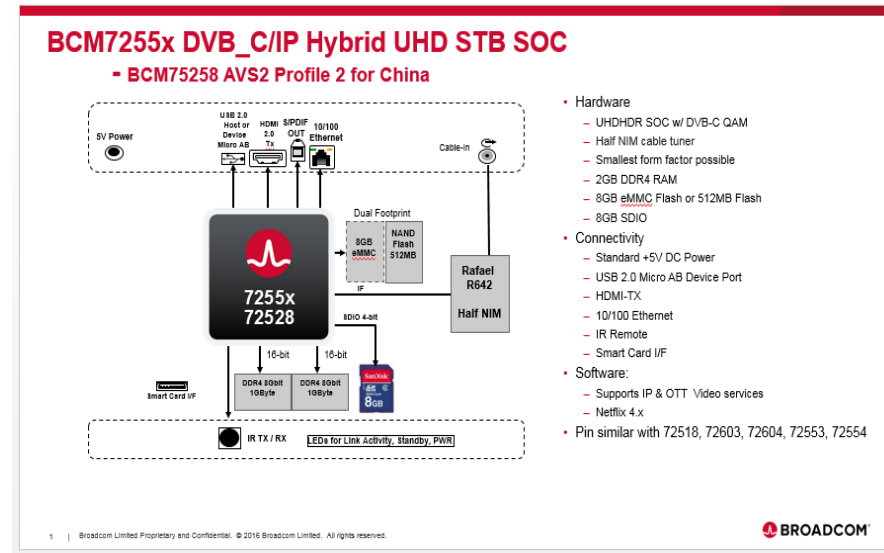 BCM7255x DVB_C/IP Hybrid UHD STB SOC
- BCM75258 AVS2 Profile 2 for China
5V Power
USB 2.0
Host or
Device
Micro AB
HDMI
2.0
Tx
S/PDIF
OUT
10/100
Ethernet
Cable-in
Dual Footprint
8GB
eMMC
NAND
Flash
512MB
7255x
72528
IF
Rafael
R642
Half NIM
SDIO 4-bit
16-bit
16-bit
DDR4 8Gbit
1GByte
DDR4 8Gbit
1GByte
SanDisk
8GB
Smart Card I/F
IR TX / RX
LEDs for Link Activity, Standby, PWR
• Hardware
– UHDHDR SOC w/ DVB-C QAM
– Half NIM cable tuner
– Smallest form factor possible
– 2GB DDR4 RAM
– 8GB eMMC Flash or 512MB Flash
– 8GB SDIO
• Connectivity
– Standard +5V DC Power
– USB 2.0 Micro AB Device Port
– HDMI-TX
– 10/100 Ethernet
– IR Remote
– Smart Card I/F
• Software:
– Supports IP & OTT Video services
– Netflix 4.x
• Pin similar with 72518, 72603, 72604, 72553, 72554
1 | Broadcom Limited Proprietary and Confidential. © 2016 Broadcom Limited. All rights reserved.
BROADCOM